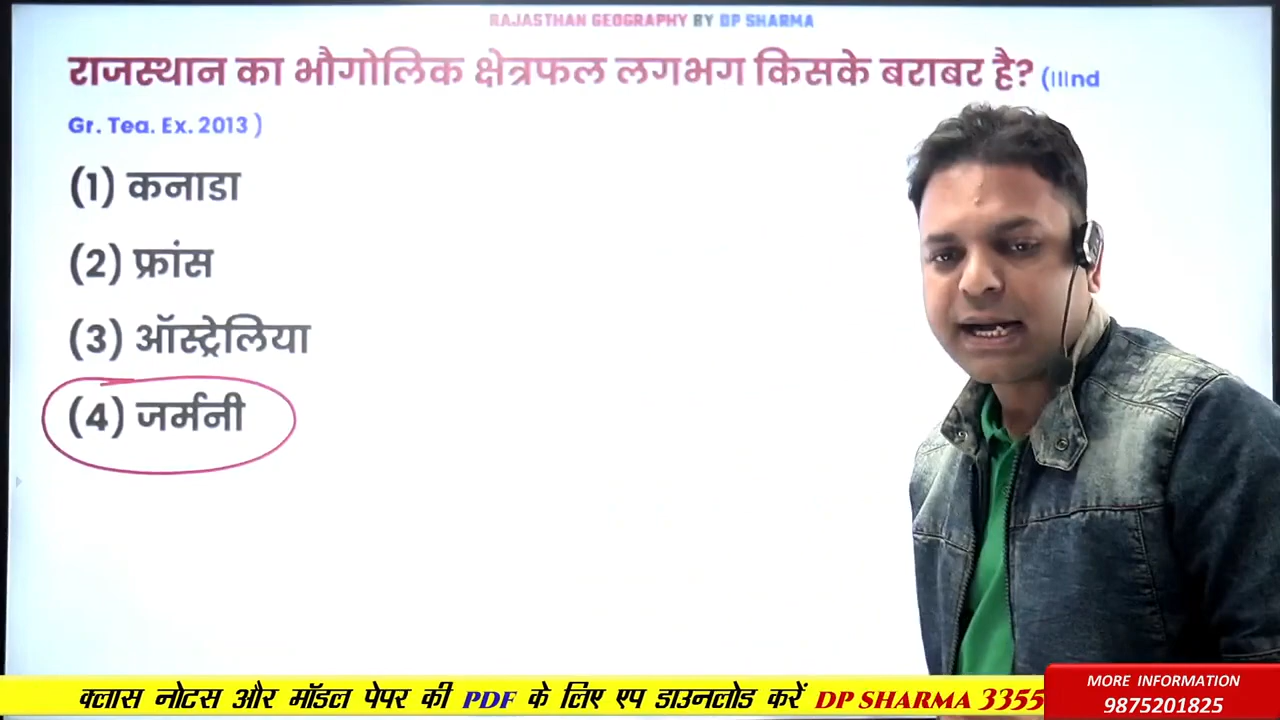 RAJASTHAN GEOGRAPHY BY DP SHARMA
राजस्थान का भौगोलिक क्षेत्रफल लगभग किसके बराबर है? (IIInd
Gr. Tea. Ex. 2013 )
(1) कनाडा
(2) फ्रांस
(3) ऑस्ट्रेलिया
(4) जर्मनी
क्लास नोटस और मॉडल पेपर की PDF के लिए एप डाउनलोड करें DP SHARMA 3355
MORE INFORMATION
9875201825